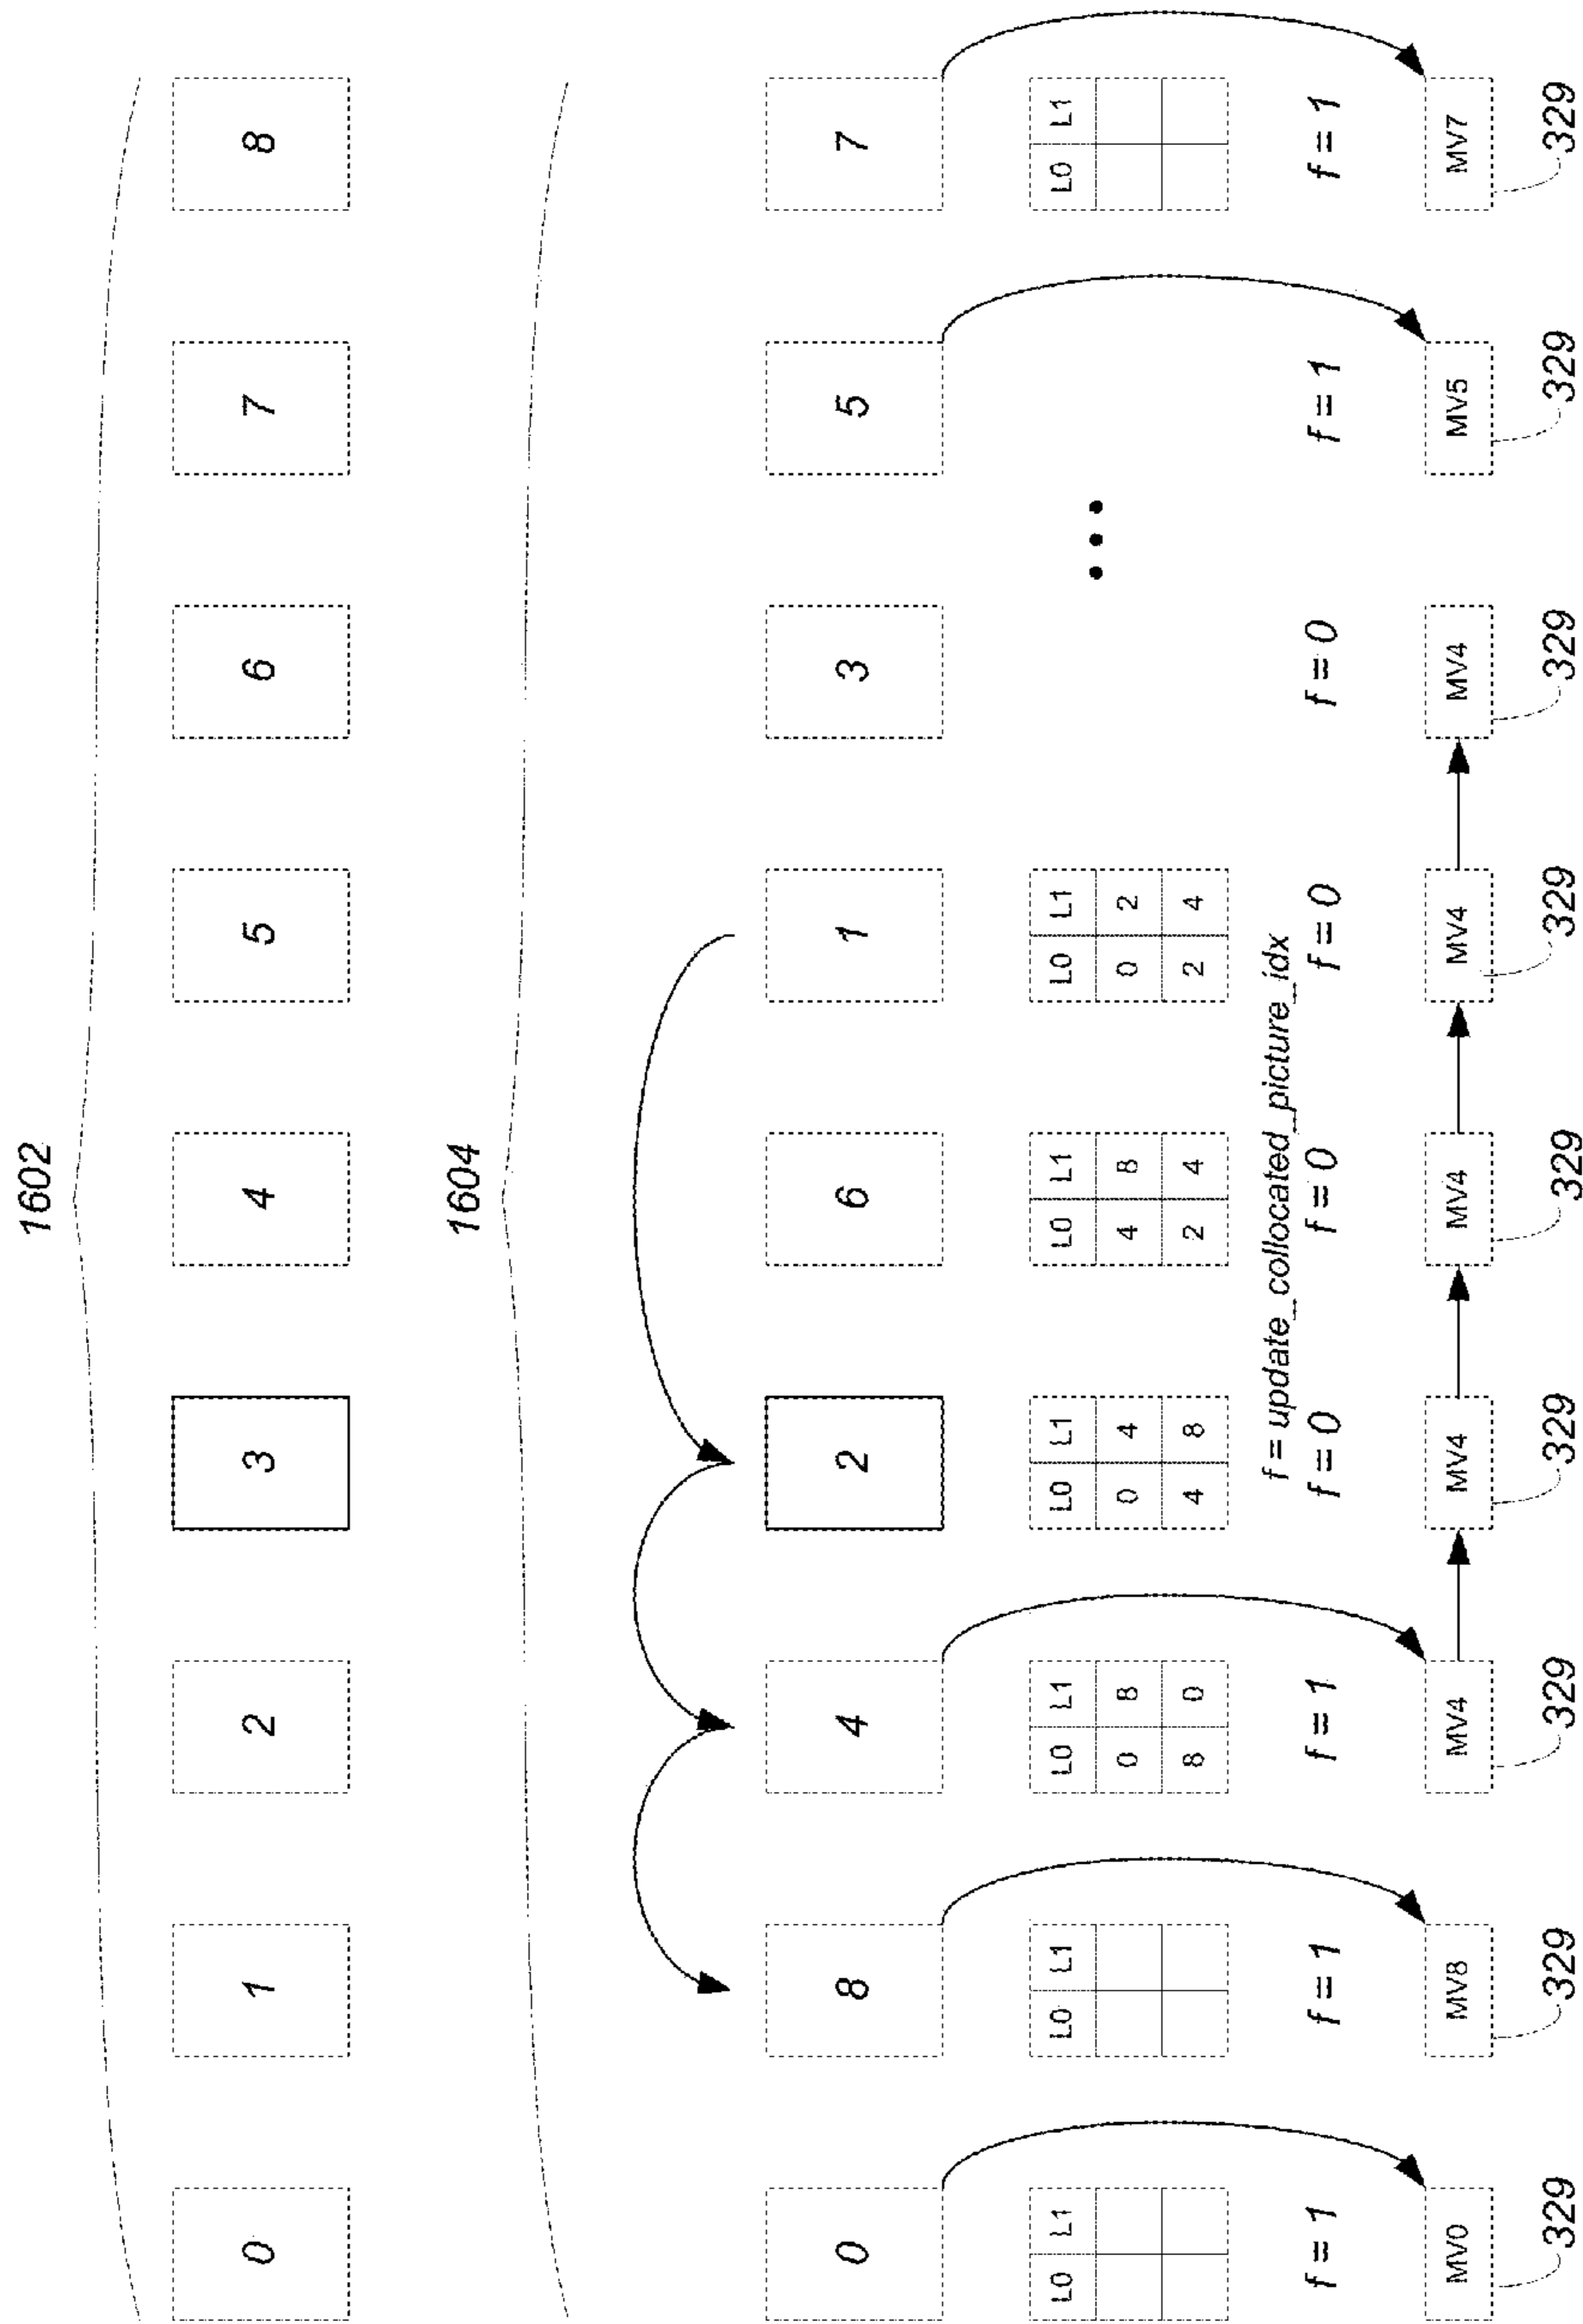 1602
0 1 2 3 4 5 6 7 8
1604
0 8 4 2 6 1 3 5 7
L0 L1 L0 L1 L0 L1 L0 L1 L0 L1 L0 L1 L0 L1
0 8 0 4 4 8 0 2
8 0 4 8 2 4 2 4
...
f = update_collocated_picture_idx
f = 1 f = 1 f = 1 f = 0 f = 0 f = 0 f = 0 f = 1 f = 1
MV0 MV8 MV4 MV4 MV4 MV4 MV4 MV5 MV7
329 329 329 329 329 329 329 329 329